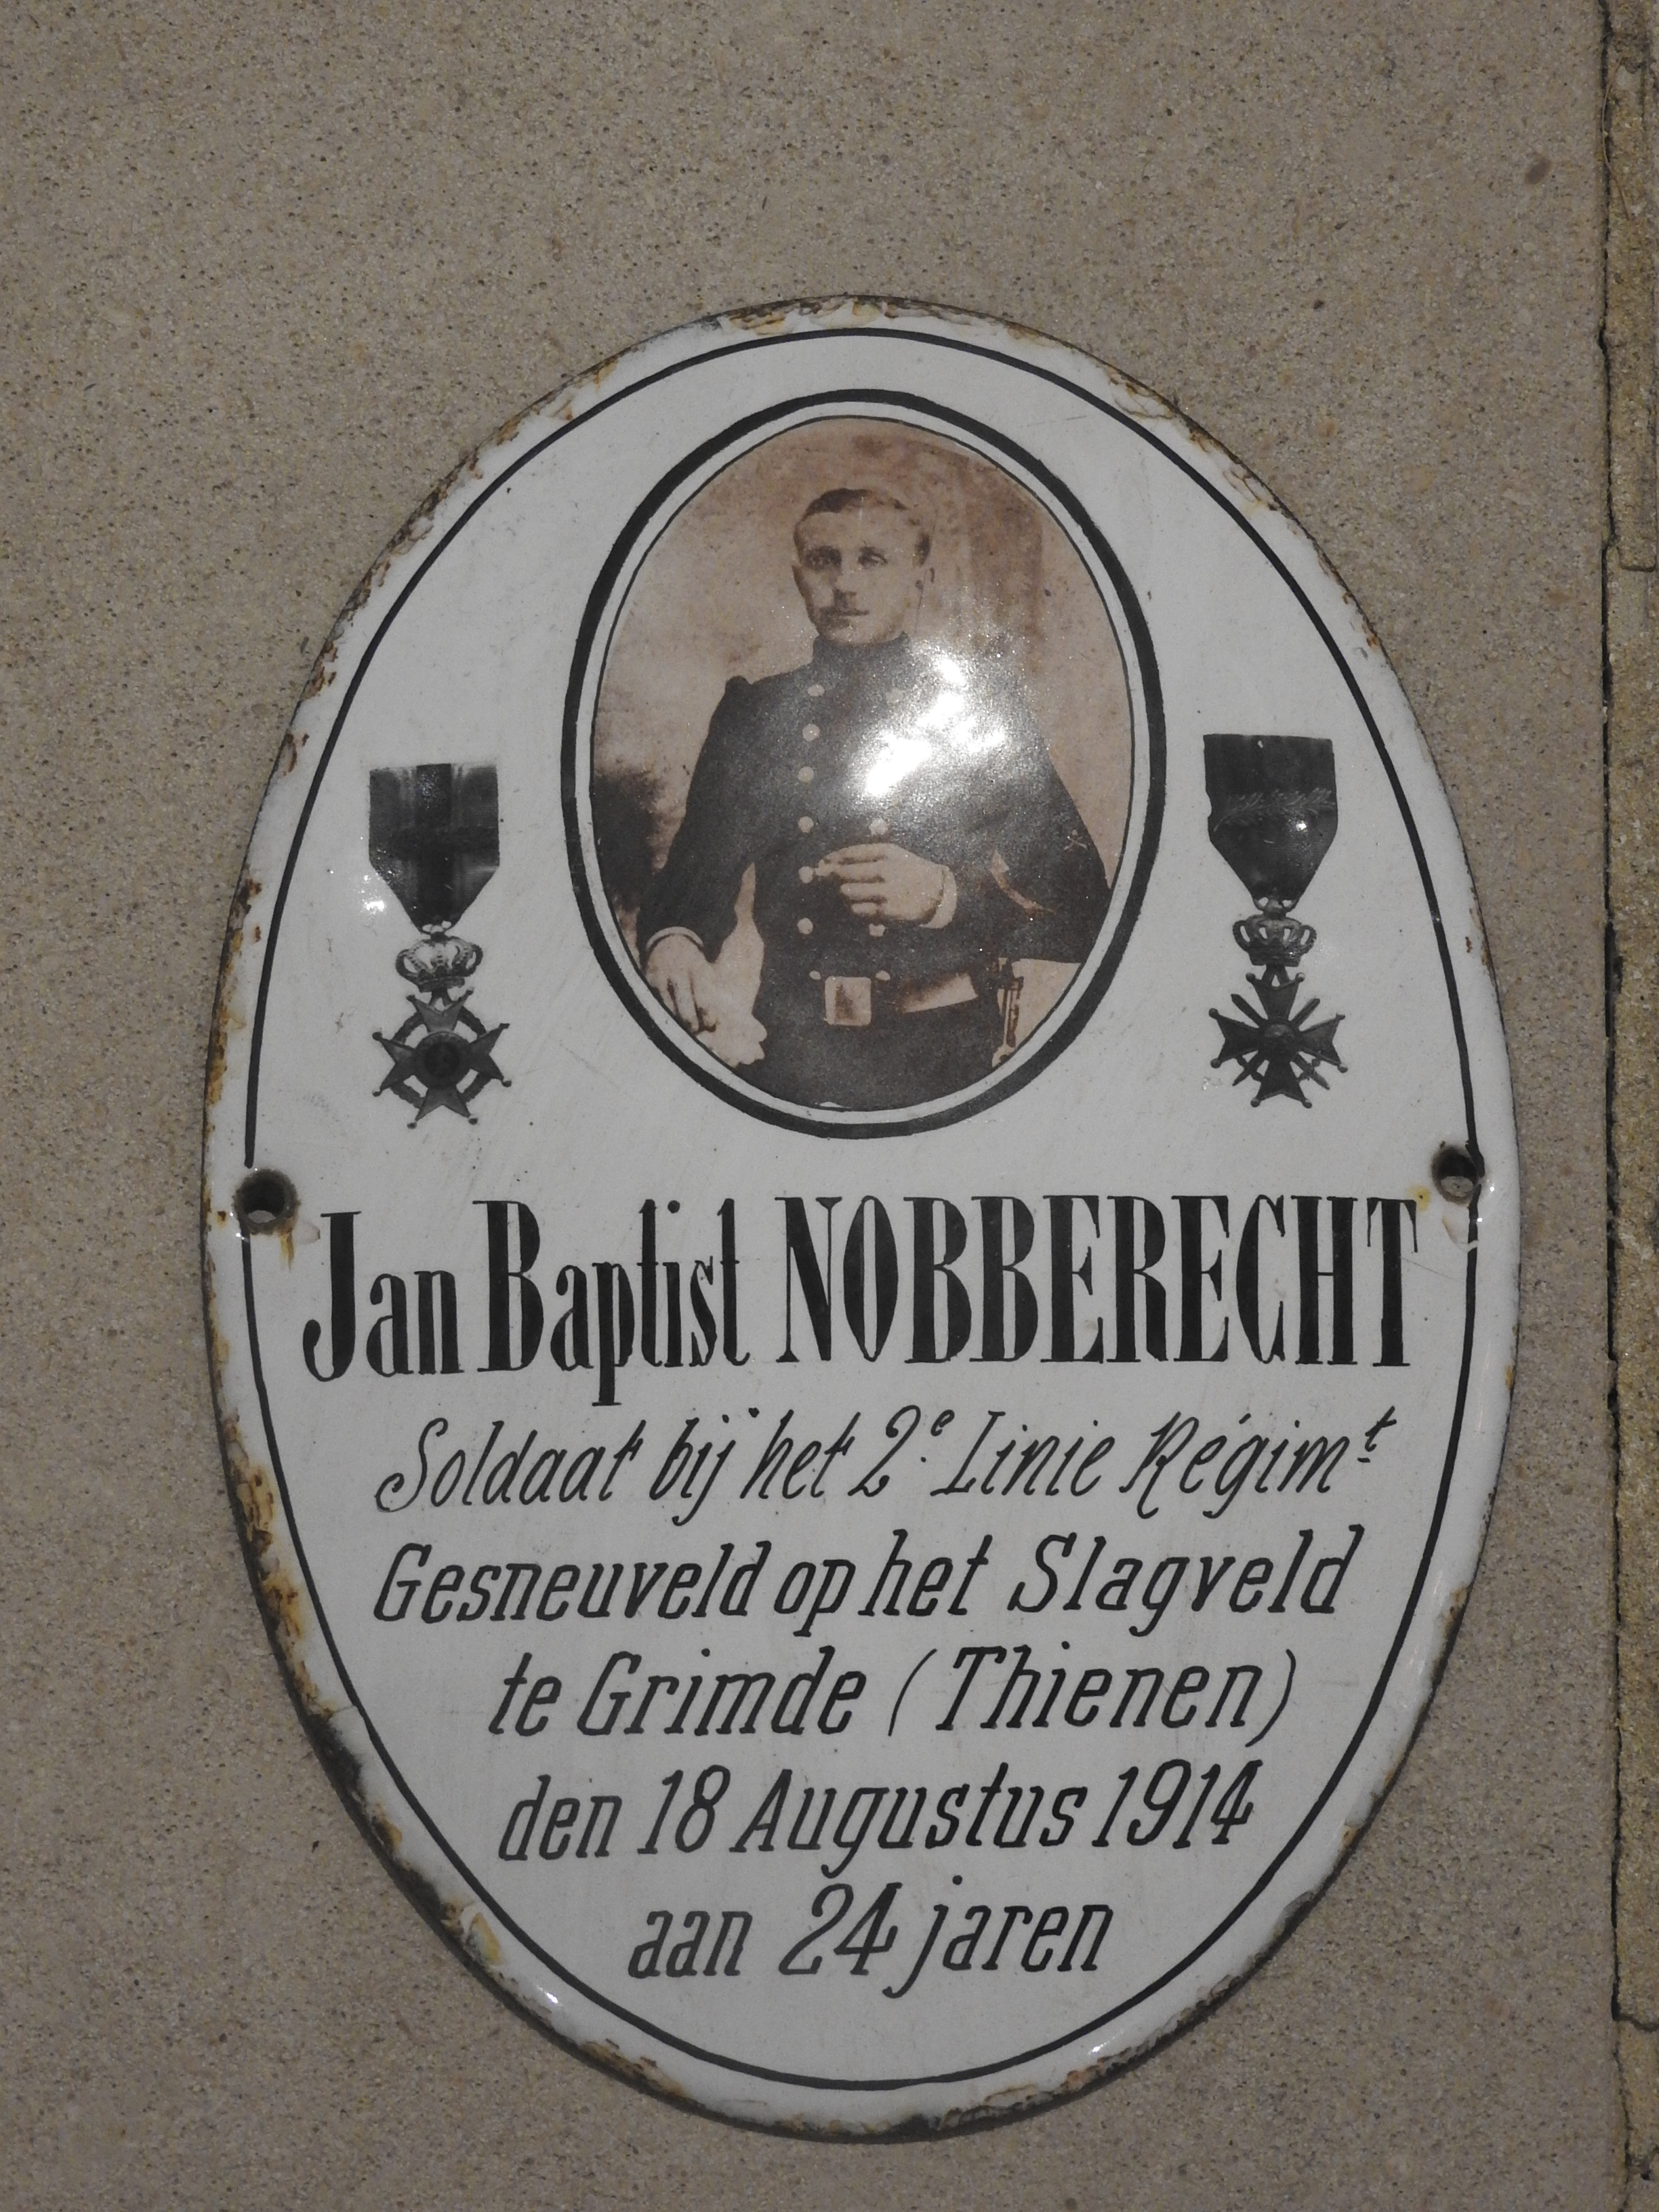 Jan Baptist NOBBERECHT
Soldaat bij het 2e. Linie Régimt
Gesneuveld op het Slagveld
te Grimde (Thienen)
den 18 Augustus 1914
aan 24 jaren